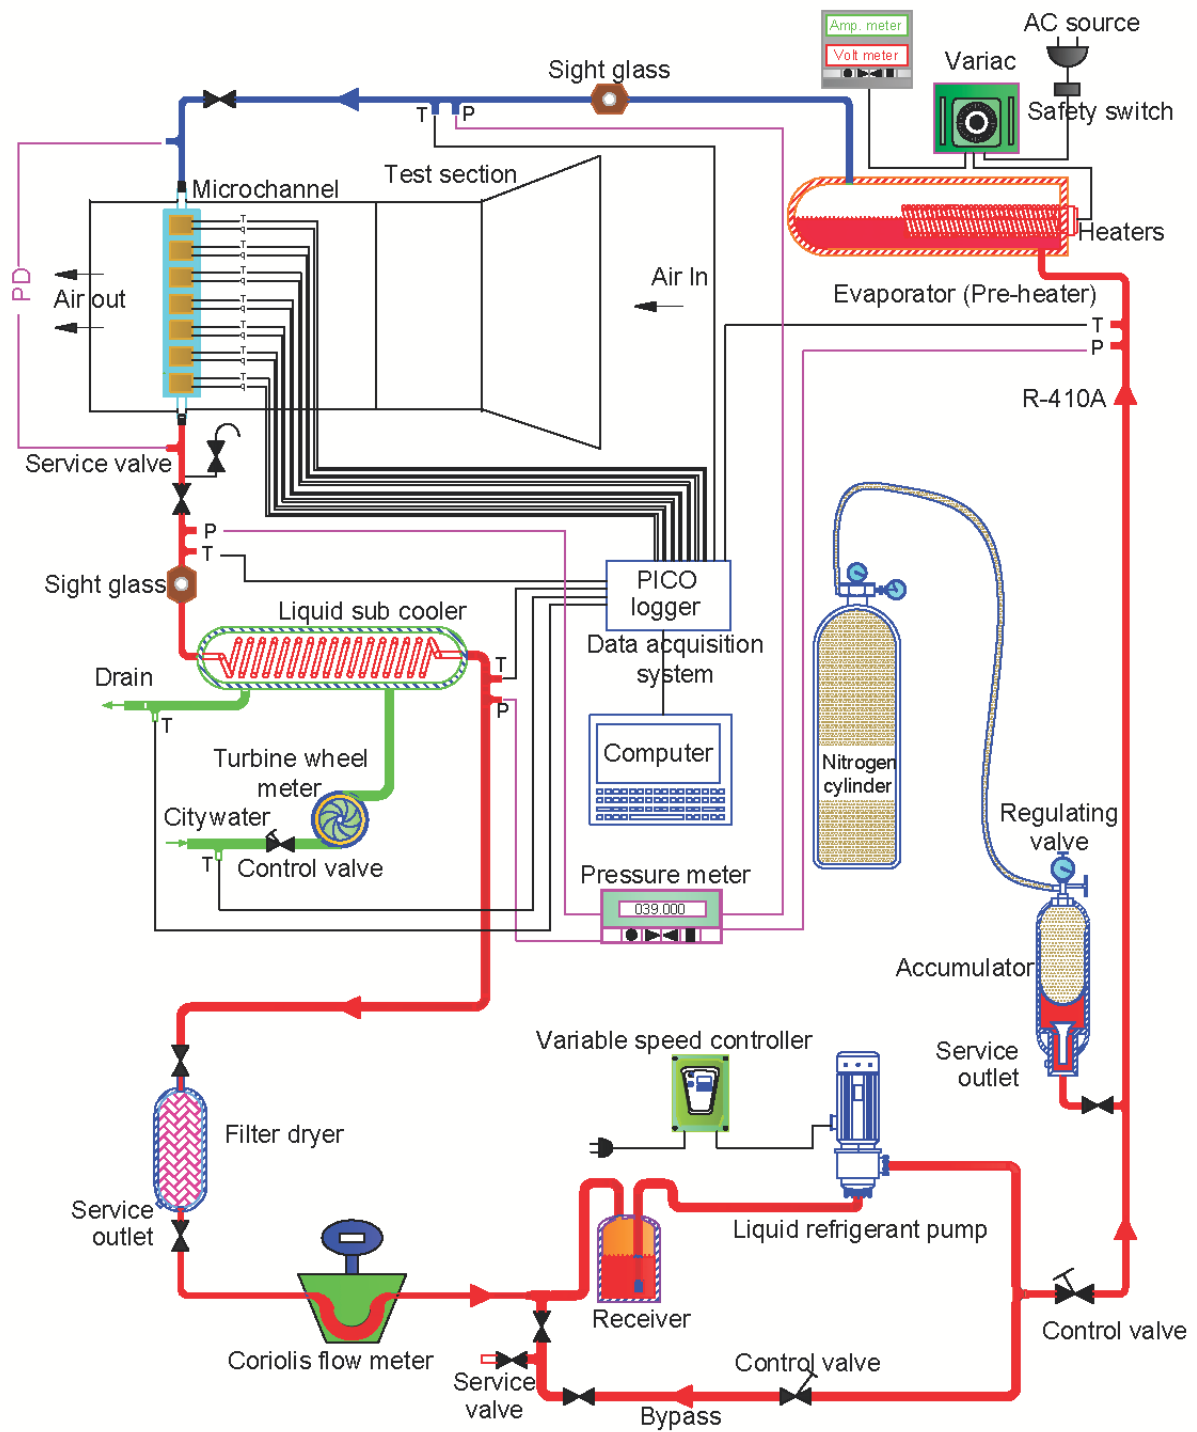 Amp. meter
Volt meter
AC source
Variac
Sight glass
Safety switch
T
P
Microchannel
Test section
Heaters
T
q
T
q
T
q
T
q
T
q
T
q
T
q
PD
Air out
Air In
Evaporator (Pre-heater)
T
P
R-410A
Service valve
P
T
Sight glass
PICO
logger
Liquid sub cooler
Data acquisition
system
T
P
Drain
T
Turbine wheel
meter
Computer
Nitrogen
cylinder
Citywater
T
Control valve
Regulating
valve
Pressure meter
039.000
Accumulator
Service
outlet
Variable speed controller
Filter dryer
Service
outlet
Liquid refrigerant pump
Receiver
Coriolis flow meter
Control valve
Control valve
Service
valve
Bypass